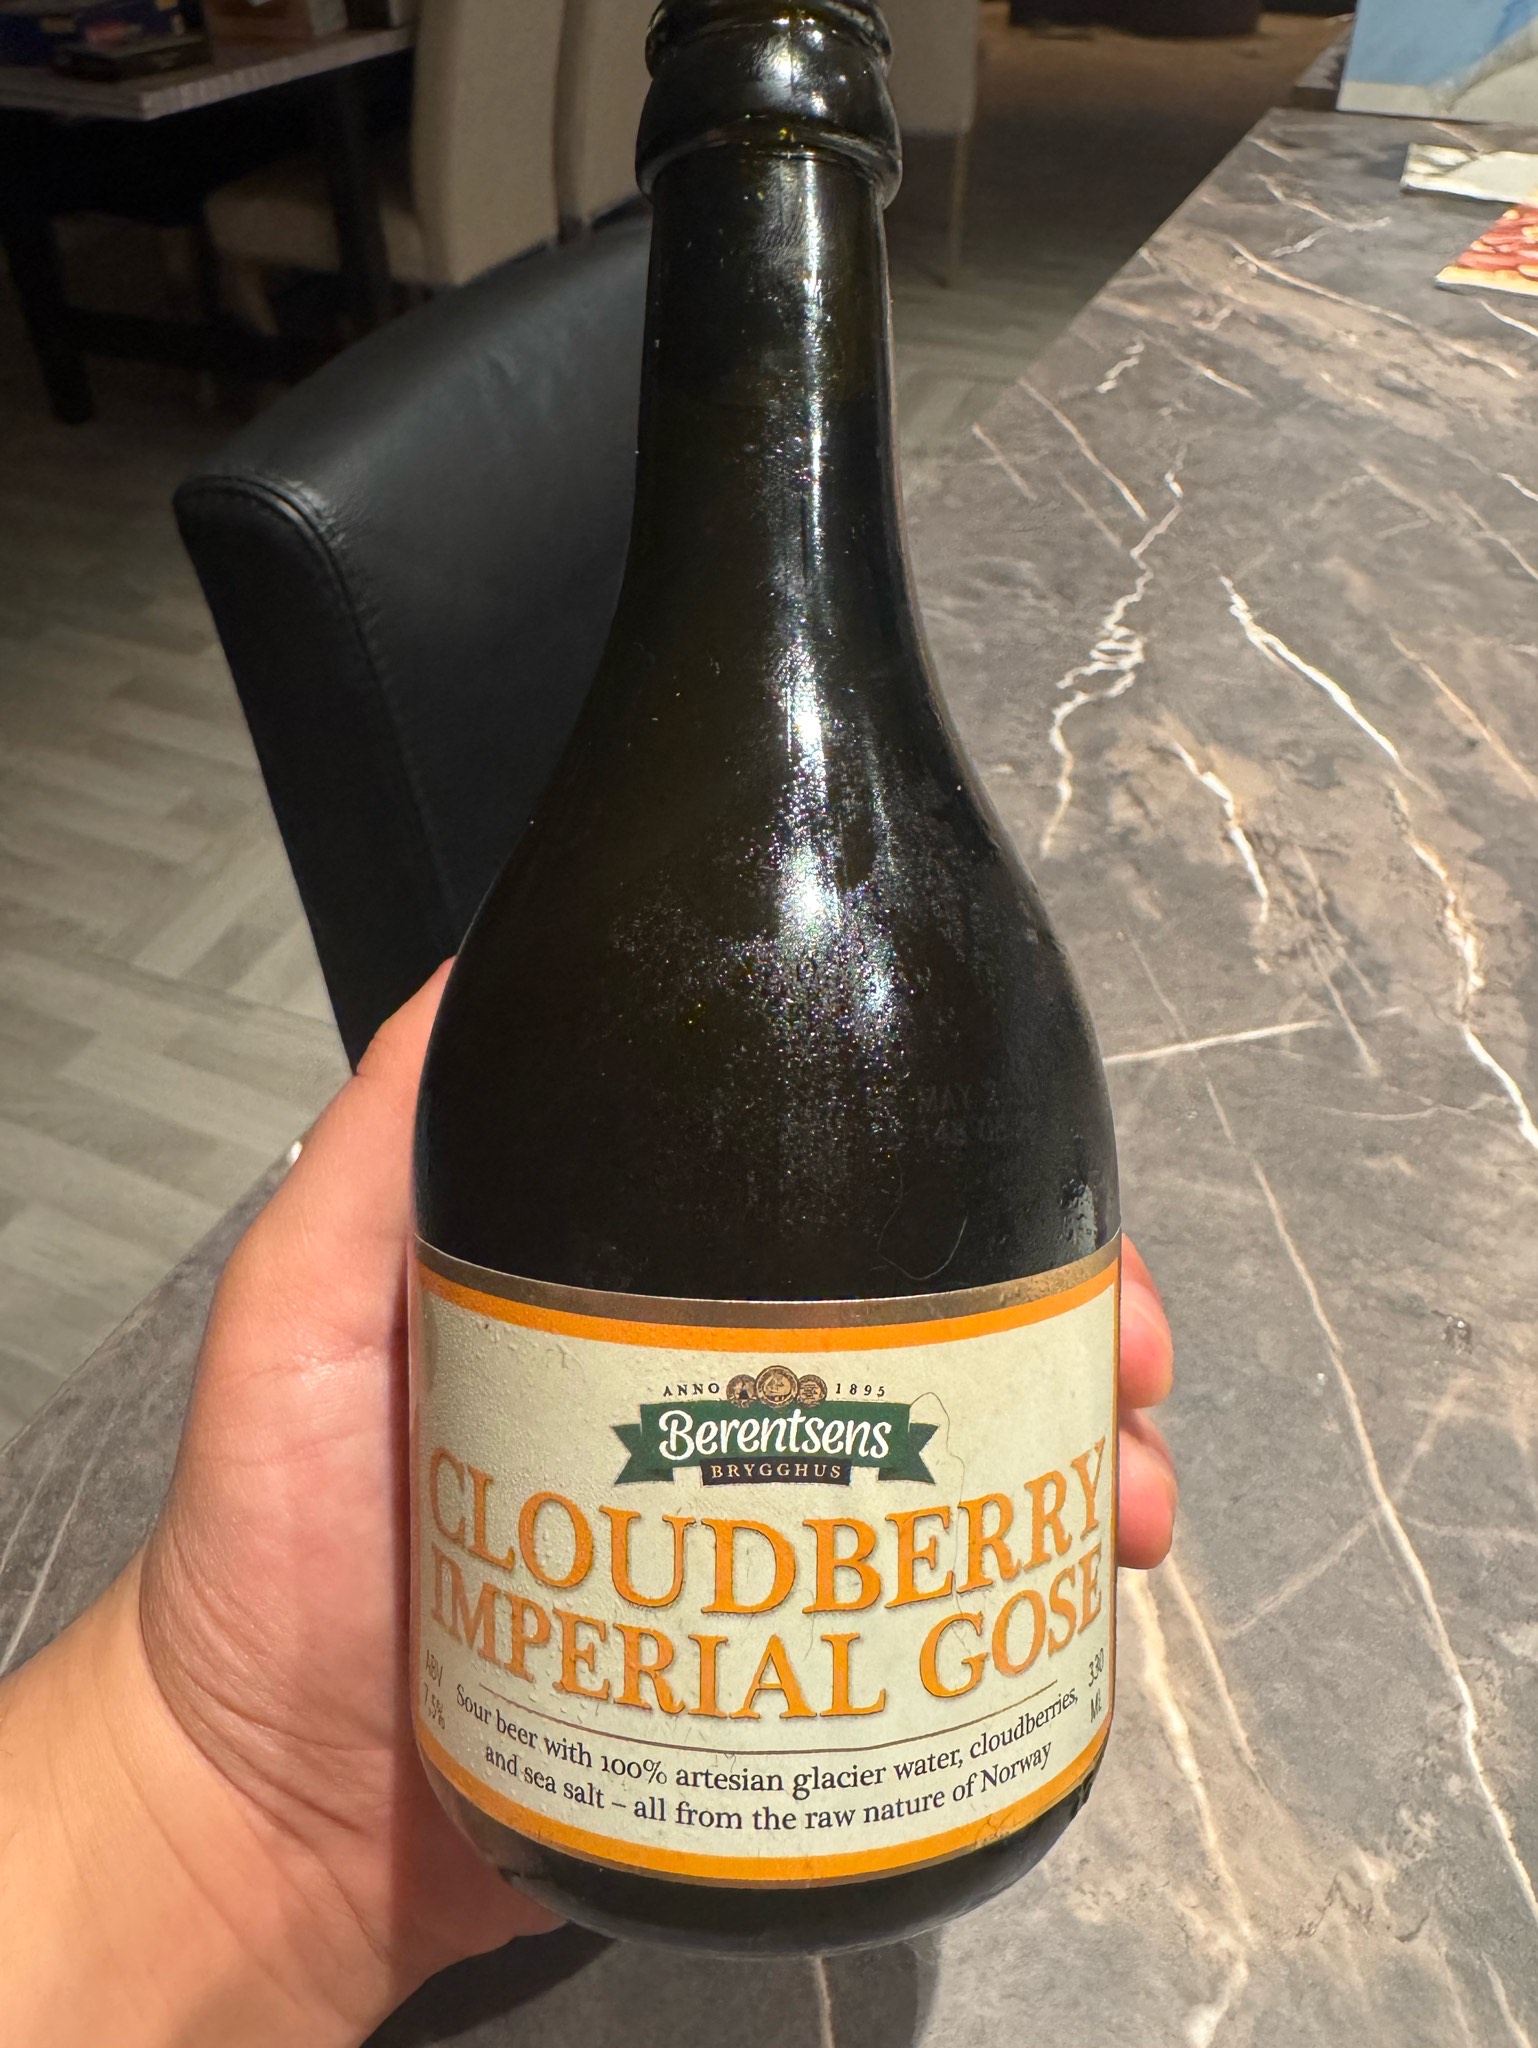 ANNO 1895
Berentsens
BRYGGHUS
CLOUDBERRY
IMPERIAL GOSE
ABV
7,5%
330
ML
Sour beer with 100% artesian glacier water, cloudberries,
and sea salt – all from the raw nature of Norway